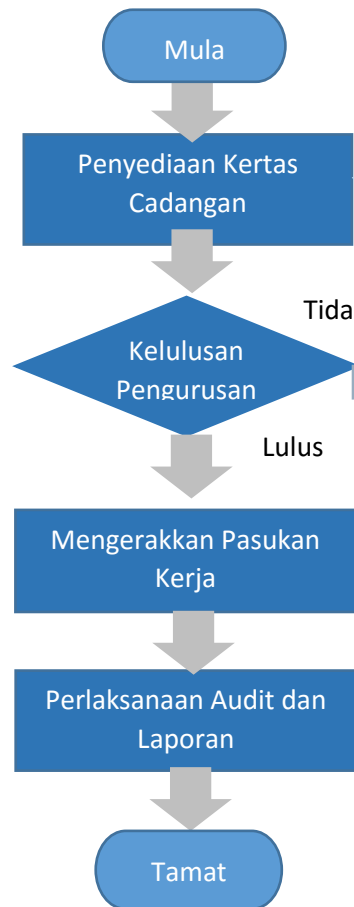 Mula
Penyediaan Kertas
Cadangan
Tida
Kelulusan
Pengurusan
Lulus
Mengerakkan Pasukan
Kerja
Perlaksanaan Audit dan
Laporan
Tamat